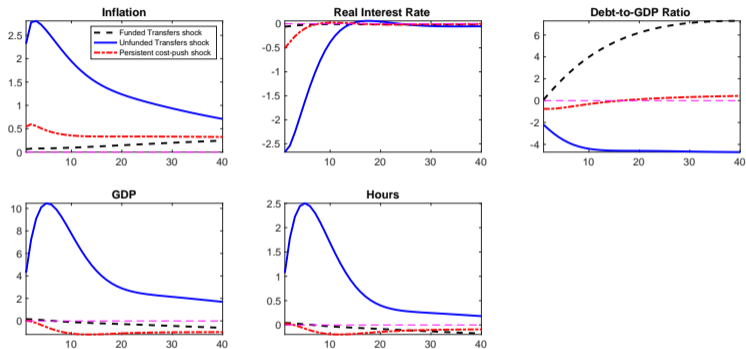 Inflation
2.5
2
1.5
1
0.5
0
10 20 30 40
Funded Transfers shock
Unfunded Transfers shock
Persistent cost-push shock
Real Interest Rate
0
-0.5
-1
-1.5
-2
-2.5
10 20 30 40
Debt-to-GDP Ratio
6
4
2
0
-2
-4
10 20 30 40
GDP
10
8
6
4
2
0
10 20 30 40
Hours
2.5
2
1.5
1
0.5
0
10 20 30 40